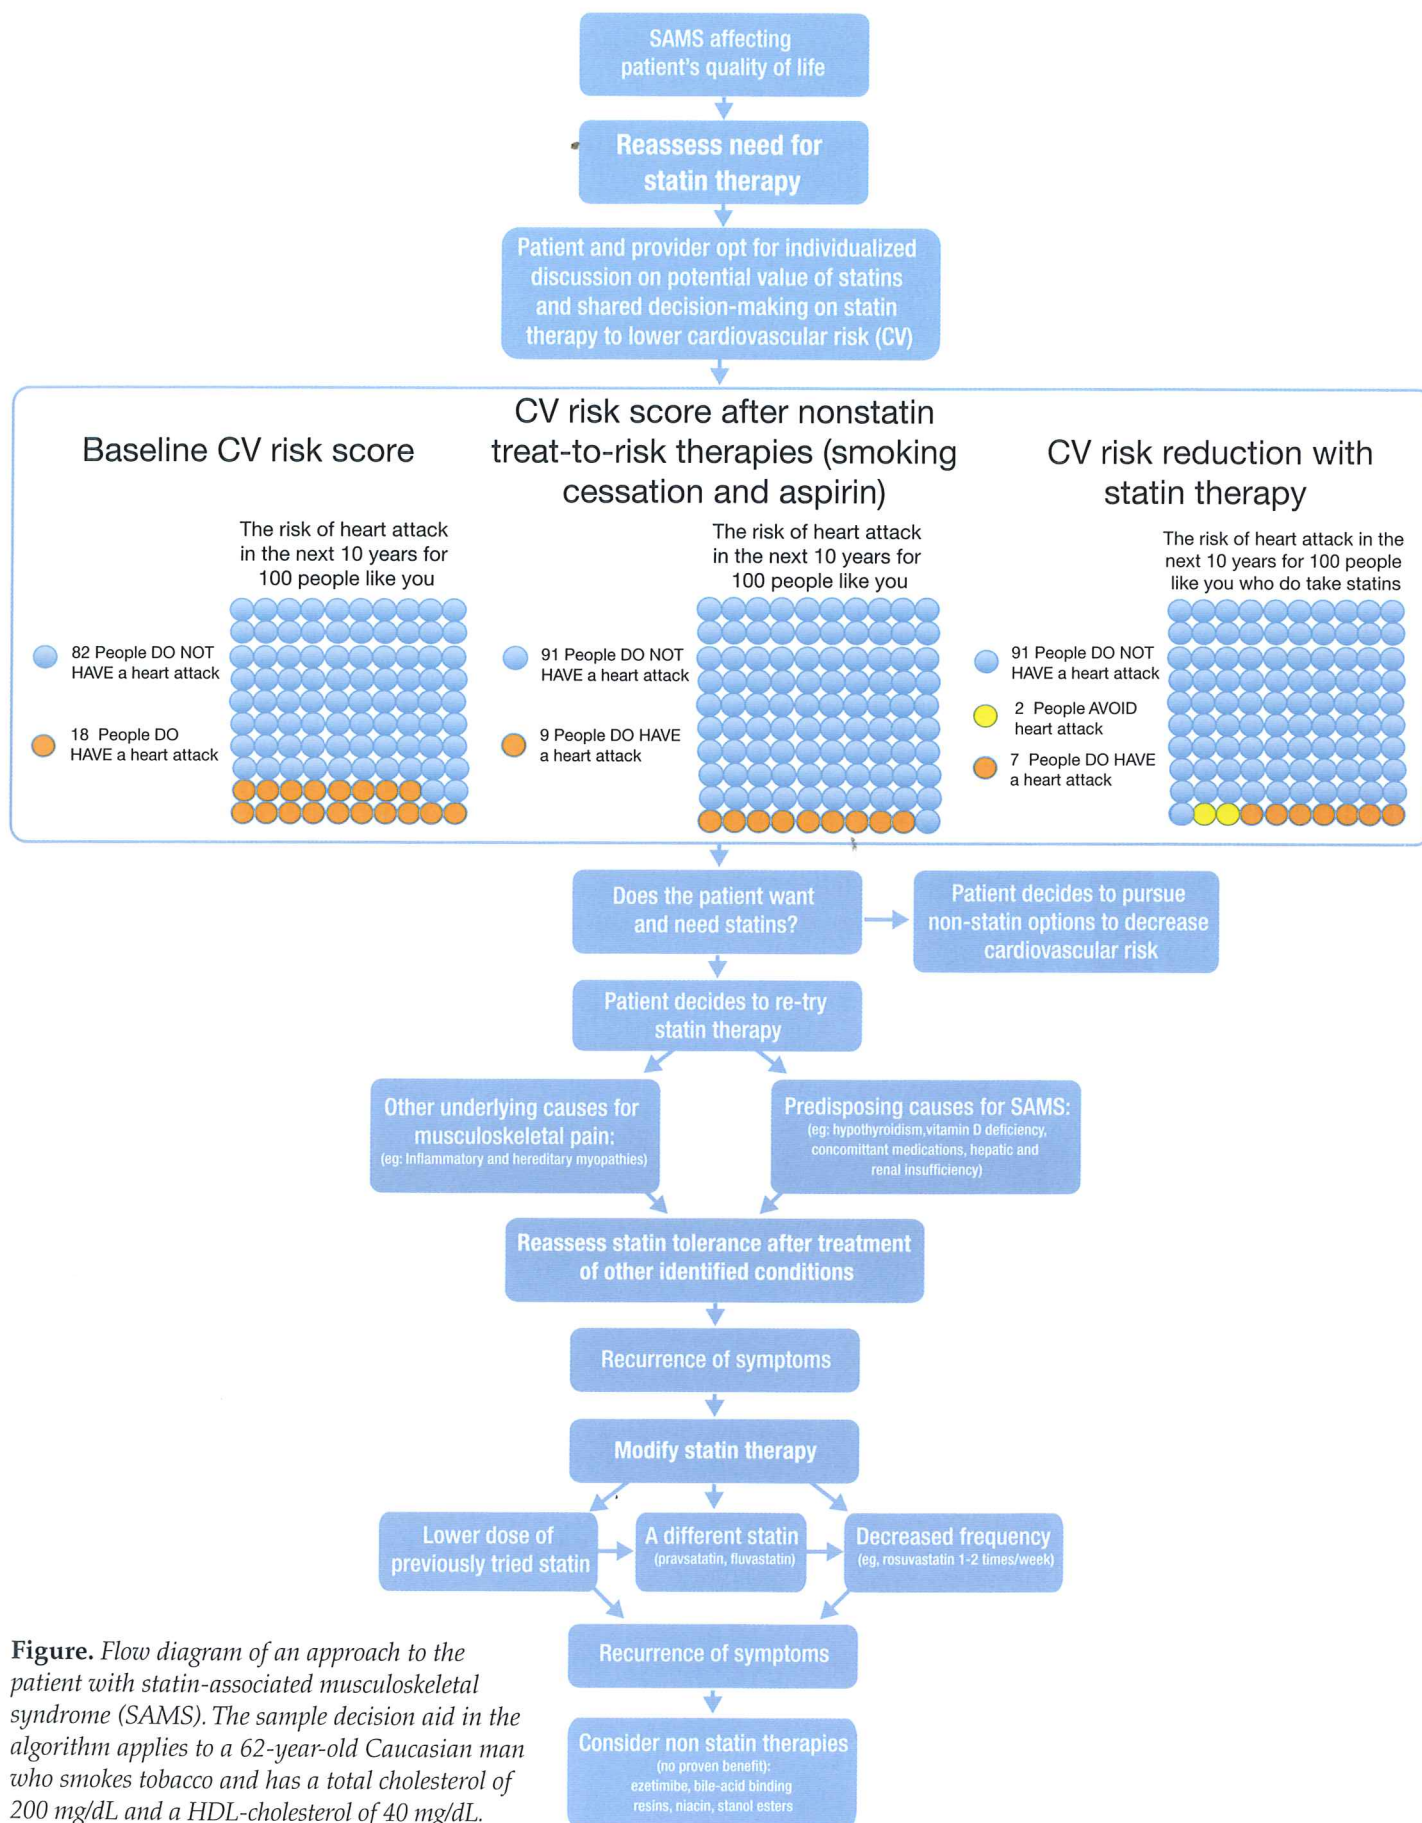 SAMS affecting
patient's quality of life
Reassess need for
statin therapy
Patient and provider opt for individualized
discussion on potential value of statins
and shared decision-making on statin
therapy to lower cardiovascular risk (CV)
Baseline CV risk score
The risk of heart attack
in the next 10 years for
100 people like you
82 People DO NOT
HAVE a heart attack
18 People DO
HAVE a heart attack
CV risk score after nonstatin
treat-to-risk therapies (smoking
cessation and aspirin)
The risk of heart attack
in the next 10 years for
100 people like you
91 People DO NOT
HAVE a heart attack
9 People DO HAVE
a heart attack
CV risk reduction with
statin therapy
The risk of heart attack in the
next 10 years for 100 people
like you who do take statins
91 People DO NOT
HAVE a heart attack
2 People AVOID
heart attack
7 People DO HAVE
a heart attack
Does the patient want
and need statins?
Patient decides to pursue
non-statin options to decrease
cardiovascular risk
Patient decides to re-try
statin therapy
Other underlying causes for
musculoskeletal pain:
(eg: Inflammatory and hereditary myopathies)
Predisposing causes for SAMS:
(eg: hypothyroidism,vitamin D deficiency,
concomittant medications, hepatic and
renal insufficiency)
Reassess statin tolerance after treatment
of other identified conditions
Recurrence of symptoms
Modify statin therapy
Lower dose of
previously tried statin
A different statin
(pravsatatin, fluvastatin)
Decreased frequency
(eg, rosuvastatin 1-2 times/week)
Recurrence of symptoms
Consider non statin therapies
(no proven benefit):
ezetimibe, bile-acid binding
resins, niacin, stanol esters
Figure. Flow diagram of an approach to the
patient with statin-associated musculoskeletal
syndrome (SAMS). The sample decision aid in the
algorithm applies to a 62-year-old Caucasian man
who smokes tobacco and has a total cholesterol of
200 mg/dL and a HDL-cholesterol of 40 mg/dL.